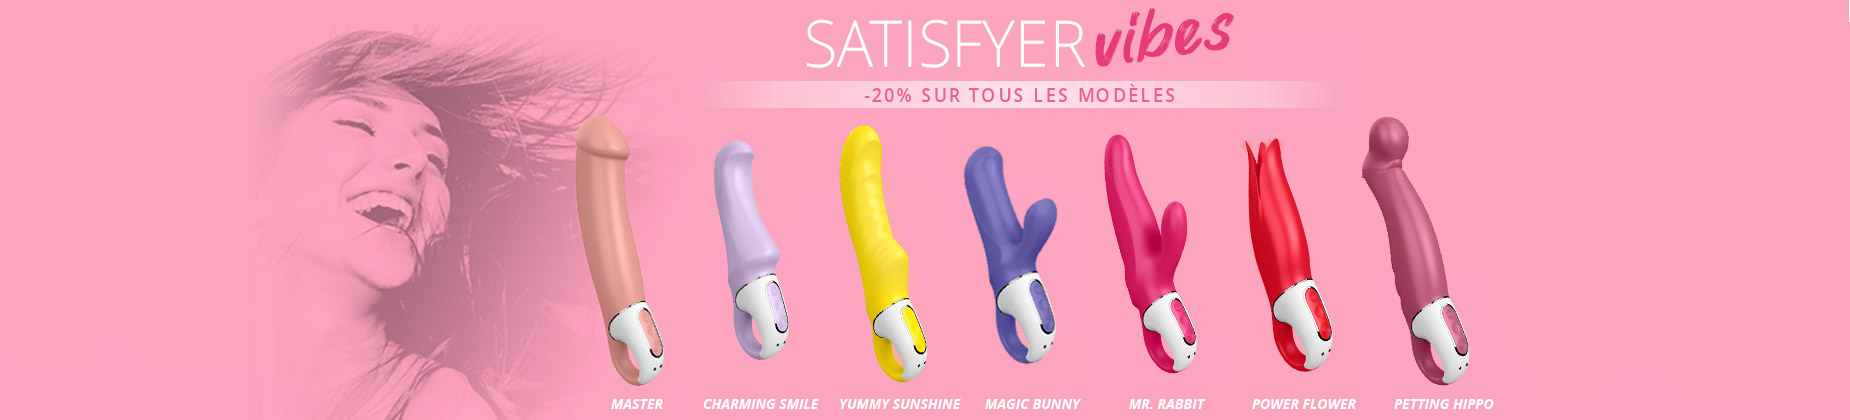 SATISFYER vibes
-20% SUR TOUS LES MODÈLES
MASTER CHARMING SMILE YUMMY SUNSHINE MAGIC BUNNY MR. RABBIT POWER FLOWER PETTING HIPPO